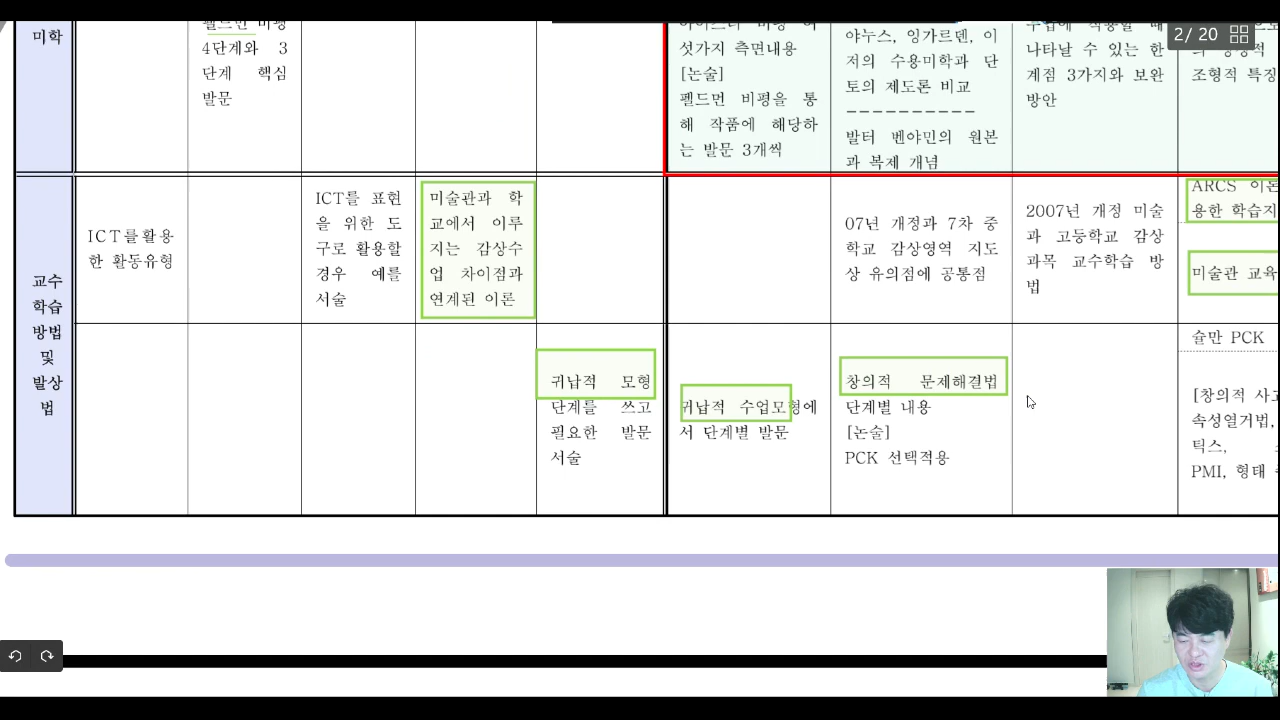 미학
펠드먼 비평
4단계와 3
단계 핵심
발문
섯가지 측면내용
[논술]
펠드먼 비평을 통
해 작품에 해당하
는 발문 3개씩
야누스, 잉가르덴, 이
저의 수용미학과 단
토의 제도론 비교
----------
발터 벤야민의 원본
과 복제 개념
나타날 수 있는 한
계점 3가지와 보완
방안
2/ 20
조형적 특징
교수
학습
방법
및
발상
법
ICT를활용
한 활동유형
ICT를 표현
을 위한 도
구로 활용할
경우 예를
서술
미술관과 학
교에서 이루
지는 감상수
업 차이점과
연계된 이론
07년 개정과 7차 중
학교 감상영역 지도
상 유의점에 공통점
2007년 개정 미술
과 고등학교 감상
과목 교수학습 방
법
ARCS 이론
용한 학습지
미술관 교육
귀납적 모형
단계를 쓰고
필요한 발문
서술
귀납적 수업모형에
서 단계별 발문
창의적 문제해결법
단계별 내용
[논술]
PCK 선택적용
슐만 PCK
[창의적 사고
속성열거법,
틱스,
PMI, 형태